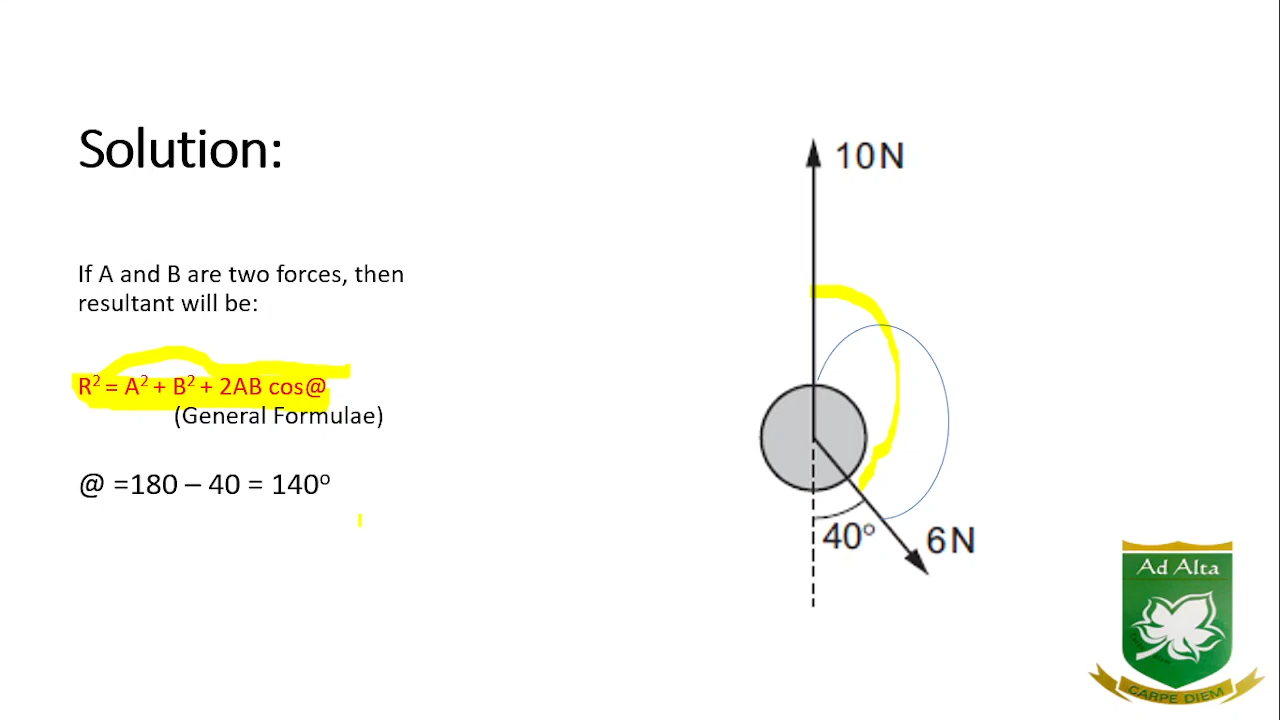 Solution:
If A and B are two forces, then
resultant will be:
R² = A² + B² + 2AB cos@
(General Formulae)
@ =180 – 40 = 140º
10N
40°
6N
Ad Alta
CARPE DIEM